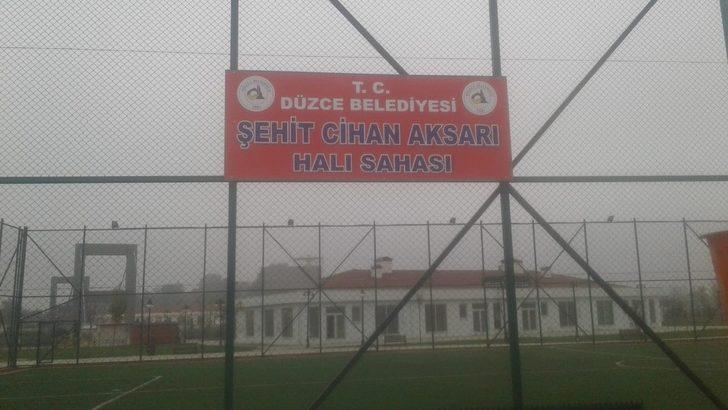 T. C.
DÜZCE BELEDİYESİ
ŞEHİT CİHAN AKSARI
HALI SAHASI